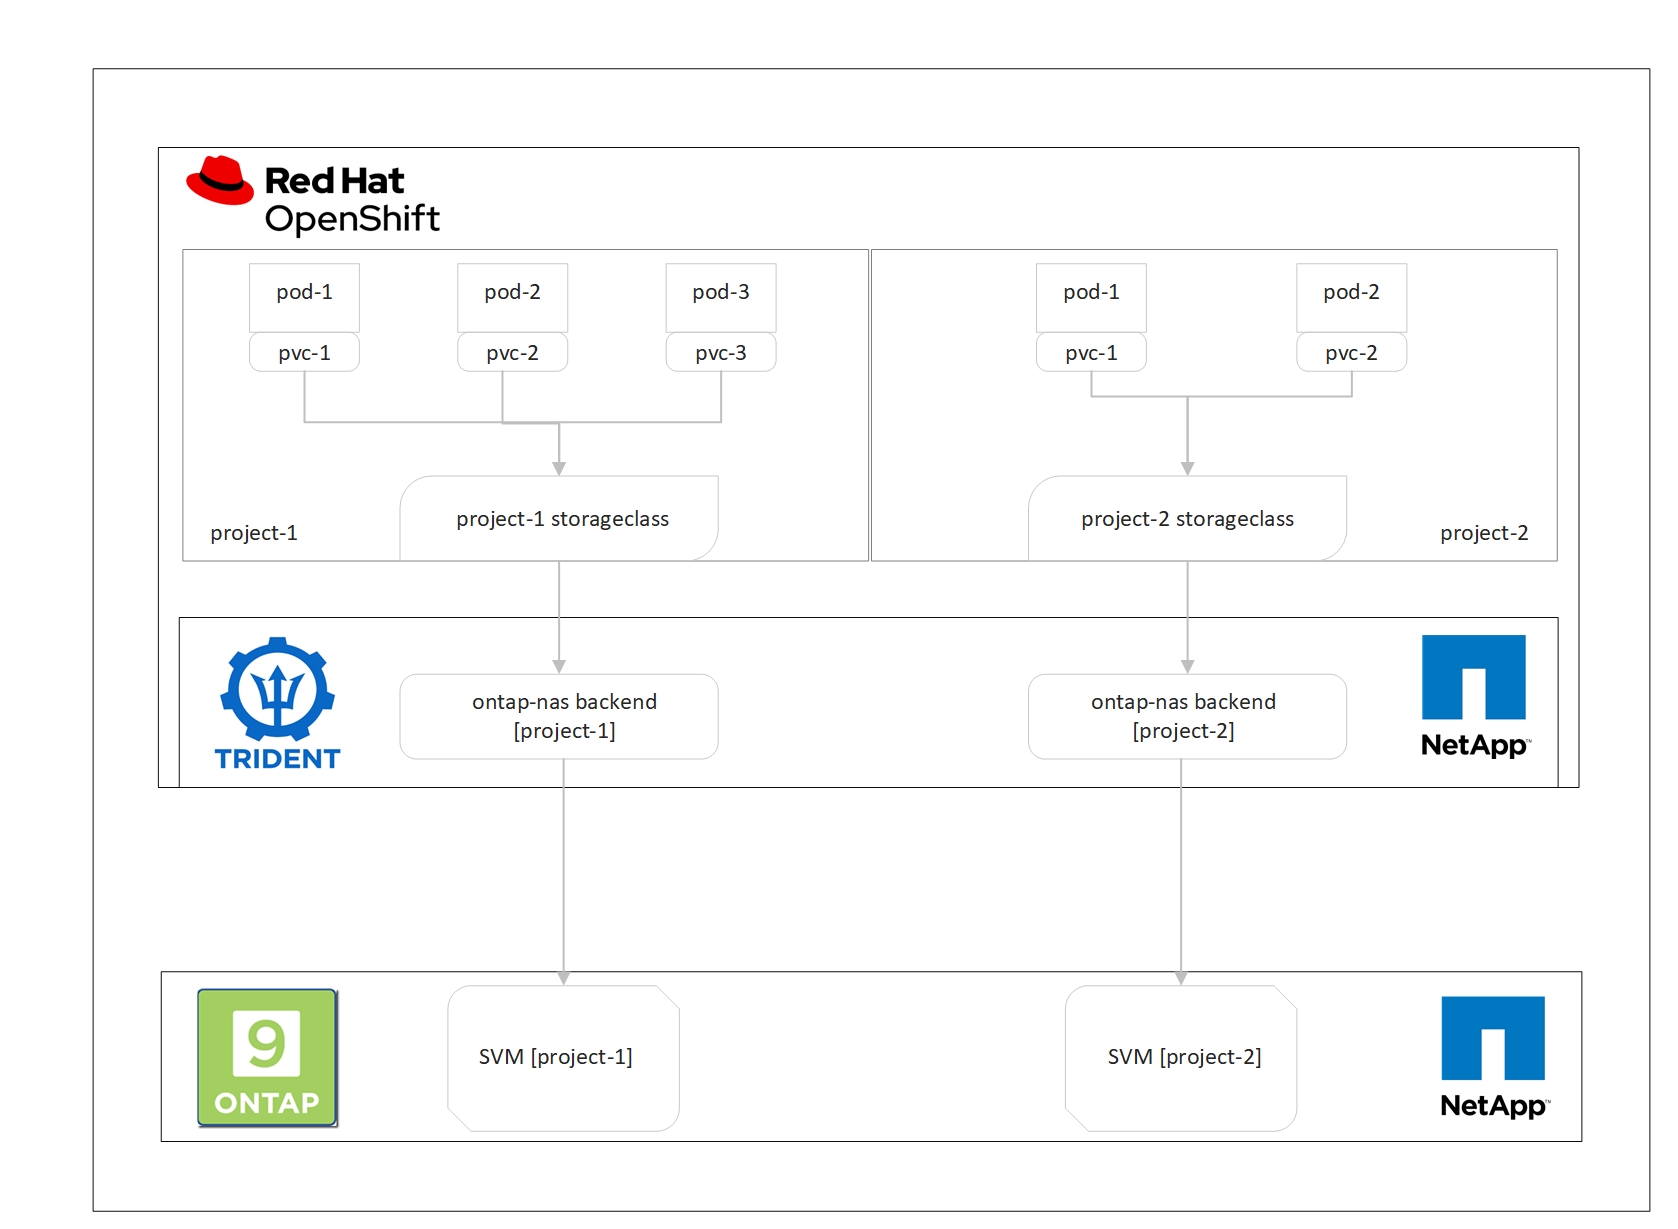 Red Hat
OpenShift
pod-1
pod-2
pod-3
pod-1
pod-2
pvc-1
pvc-2
pvc-3
pvc-1
pvc-2
project-1 storageclass
project-2 storageclass
project-1
project-2
ontap-nas backend
[project-1]
ontap-nas backend
[project-2]
TRIDENT
NetApp™
9
ONTAP
SVM [project-1]
SVM [project-2]
NetApp™